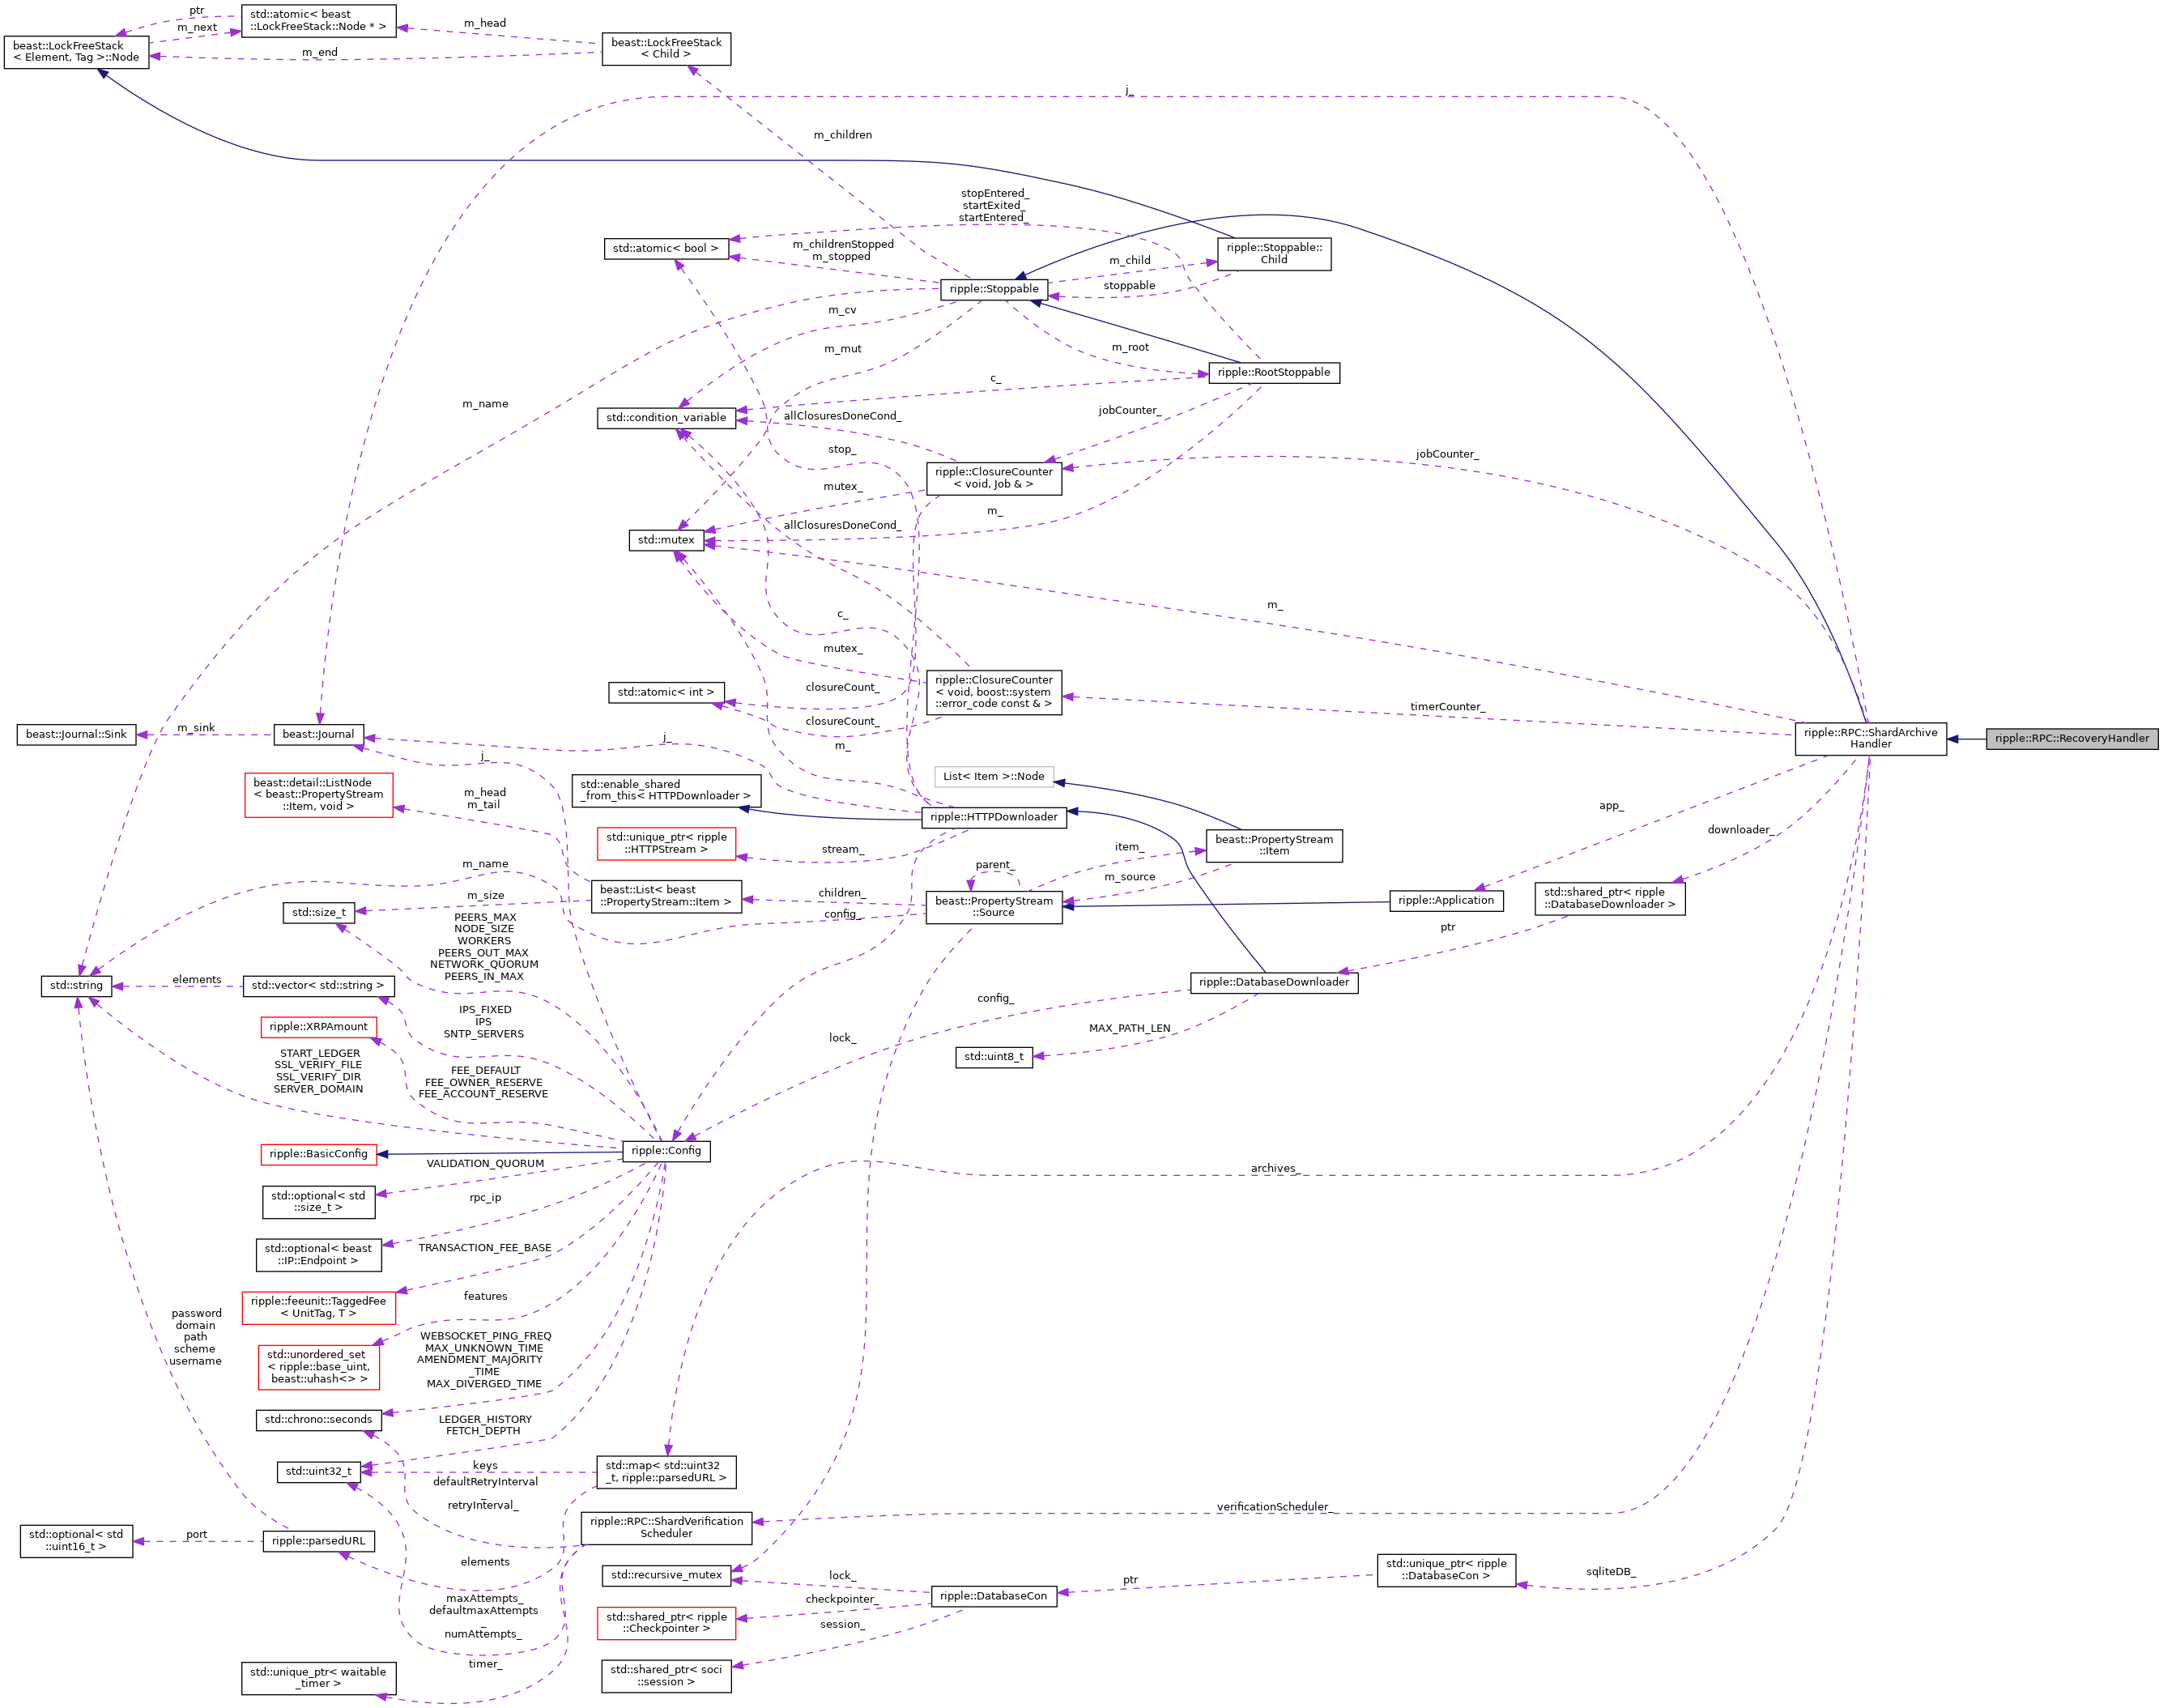 ptr
std::atomic< beast
::LockFreeStack::Node * >
m_next
m_head
beast::LockFreeStack
< Element, Tag >::Node
m_end
beast::LockFreeStack
< Child >
j_
m_children
stopEntered_
startExited_
startEntered_
std::atomic< bool >
m_childrenStopped
m_stopped
ripple::Stoppable::
Child
m_child
stoppable
ripple::Stoppable
m_cv
m_mut
m_root
ripple::RootStoppable
c_
m_name
std::condition_variable
allClosuresDoneCond_
jobCounter_
stop_
jobCounter_
ripple::ClosureCounter
< void, Job & >
mutex_
m_
allClosuresDoneCond_
std::mutex
m_
c_
mutex_
ripple::ClosureCounter
< void, boost::system
::error_code const & >
std::atomic< int >
closureCount_
timerCounter_
closureCount_
beast::Journal::Sink
m_sink
beast::Journal
j_
m_
ripple::RPC::ShardArchive
Handler
ripple::RPC::RecoveryHandler
j_
beast::detail::ListNode
< beast::PropertyStream
::Item, void >
m_head
m_tail
std::enable_shared
_from_this< HTTPDownloader >
List< Item >::Node
ripple::HTTPDownloader
app_
downloader_
std::unique_ptr< ripple
::HTTPStream >
stream_
beast::PropertyStream
::Item
item_
m_source
parent_
m_name
m_size
std::size_t
beast::List< beast
::PropertyStream::Item >
children_
config_
beast::PropertyStream
::Source
ripple::Application
std::shared_ptr< ripple
::DatabaseDownloader >
ptr
PEERS_MAX
NODE_SIZE
WORKERS
PEERS_OUT_MAX
NETWORK_QUORUM
PEERS_IN_MAX
std::string
elements
std::vector< std::string >
ripple::DatabaseDownloader
config_
IPS_FIXED
IPS
SNTP_SERVERS
ripple::XRPAmount
MAX_PATH_LEN
lock_
std::uint8_t
START_LEDGER
SSL_VERIFY_FILE
SSL_VERIFY_DIR
SERVER_DOMAIN
FEE_DEFAULT
FEE_OWNER_RESERVE
FEE_ACCOUNT_RESERVE
ripple::BasicConfig
ripple::Config
VALIDATION_QUORUM
archives_
std::optional< std
::size_t >
rpc_ip
std::optional< beast
::IP::Endpoint >
TRANSACTION_FEE_BASE
ripple::feeunit::TaggedFee
< UnitTag, T >
features
password
domain
path
scheme
username
std::unordered_set
< ripple::base_uint,
beast::uhash<> >
WEBSOCKET_PING_FREQ
MAX_UNKNOWN_TIME
AMENDMENT_MAJORITY
_TIME
MAX_DIVERGED_TIME
std::chrono::seconds
LEDGER_HISTORY
FETCH_DEPTH
std::uint32_t
keys
std::map< std::uint32
_t, ripple::parsedURL >
defaultRetryInterval
_
retryInterval_
verificationScheduler_
std::optional< std
::uint16_t >
port
ripple::parsedURL
ripple::RPC::ShardVerification
Scheduler
elements
std::recursive_mutex
lock_
ripple::DatabaseCon
ptr
std::unique_ptr< ripple
::DatabaseCon >
sqliteDB_
maxAttempts_
defaultmaxAttempts
_
numAttempts_
checkpointer_
std::shared_ptr< ripple
::Checkpointer >
session_
timer_
std::unique_ptr< waitable
_timer >
std::shared_ptr< soci
::session >